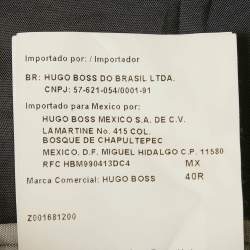 Importado por: / Importador
BR: HUGO BOSS DO BRASIL LTDA.
CNPJ: 57-621-054/0001-91
Importado para Mexico por:
HUGO BOSS MEXICO S.A. DE C.V.
LAMARTINE No. 415 COL.
BOSQUE DE CHAPULTEPEC
MEXICO, D.F. MIGUEL HIDALGO C.P. 11580
RFC HBM990413DC4 MX
Marca Comercial: HUGO BOSS 40R
Z001681200